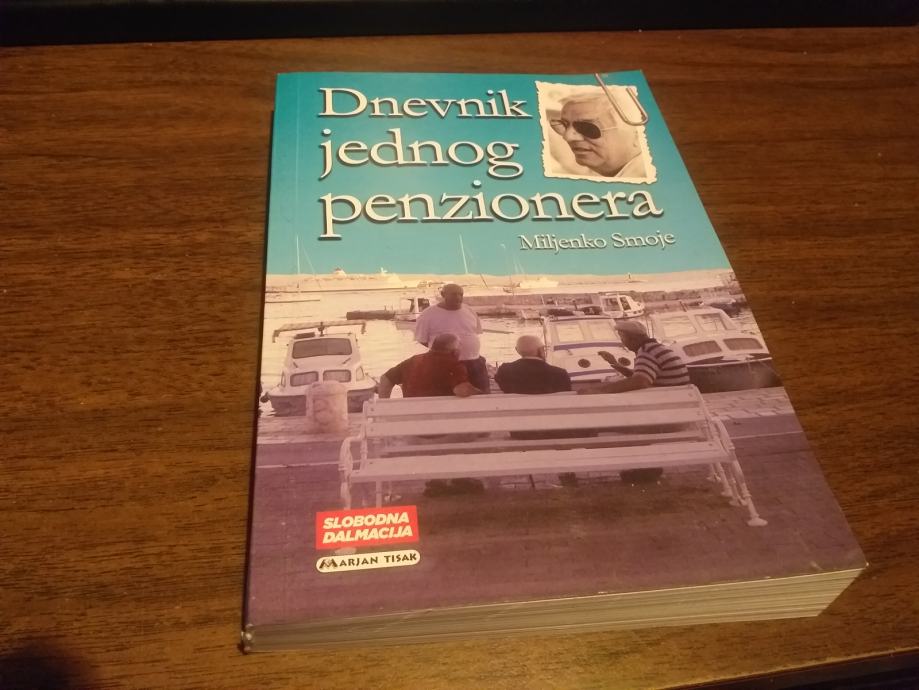 Dnevnik
jednog
penzionera
Miljenko Smoje
SLOBODNA
DALMACIJA
MARJAN TISAK